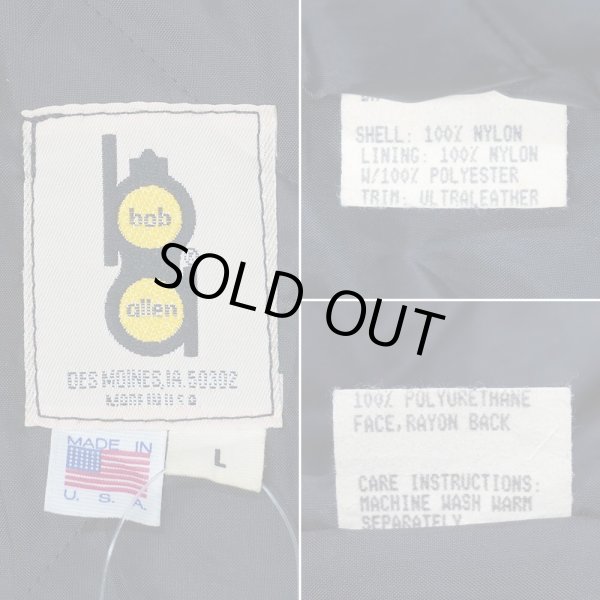 bob
allen
®
DES MOINES, IA. 50302
MADE IN U S A
MADE IN
U. S. A.
L
SHELL: 100% NYLON
LINING: 100% NYLON
W/100% POLYESTER
TRIM: ULTRALEATHER
100% POLYURETHANE
FACE, RAYON BACK
CARE INSTRUCTIONS:
MACHINE WASH WARM
SEPARATELY
SOLD OUT